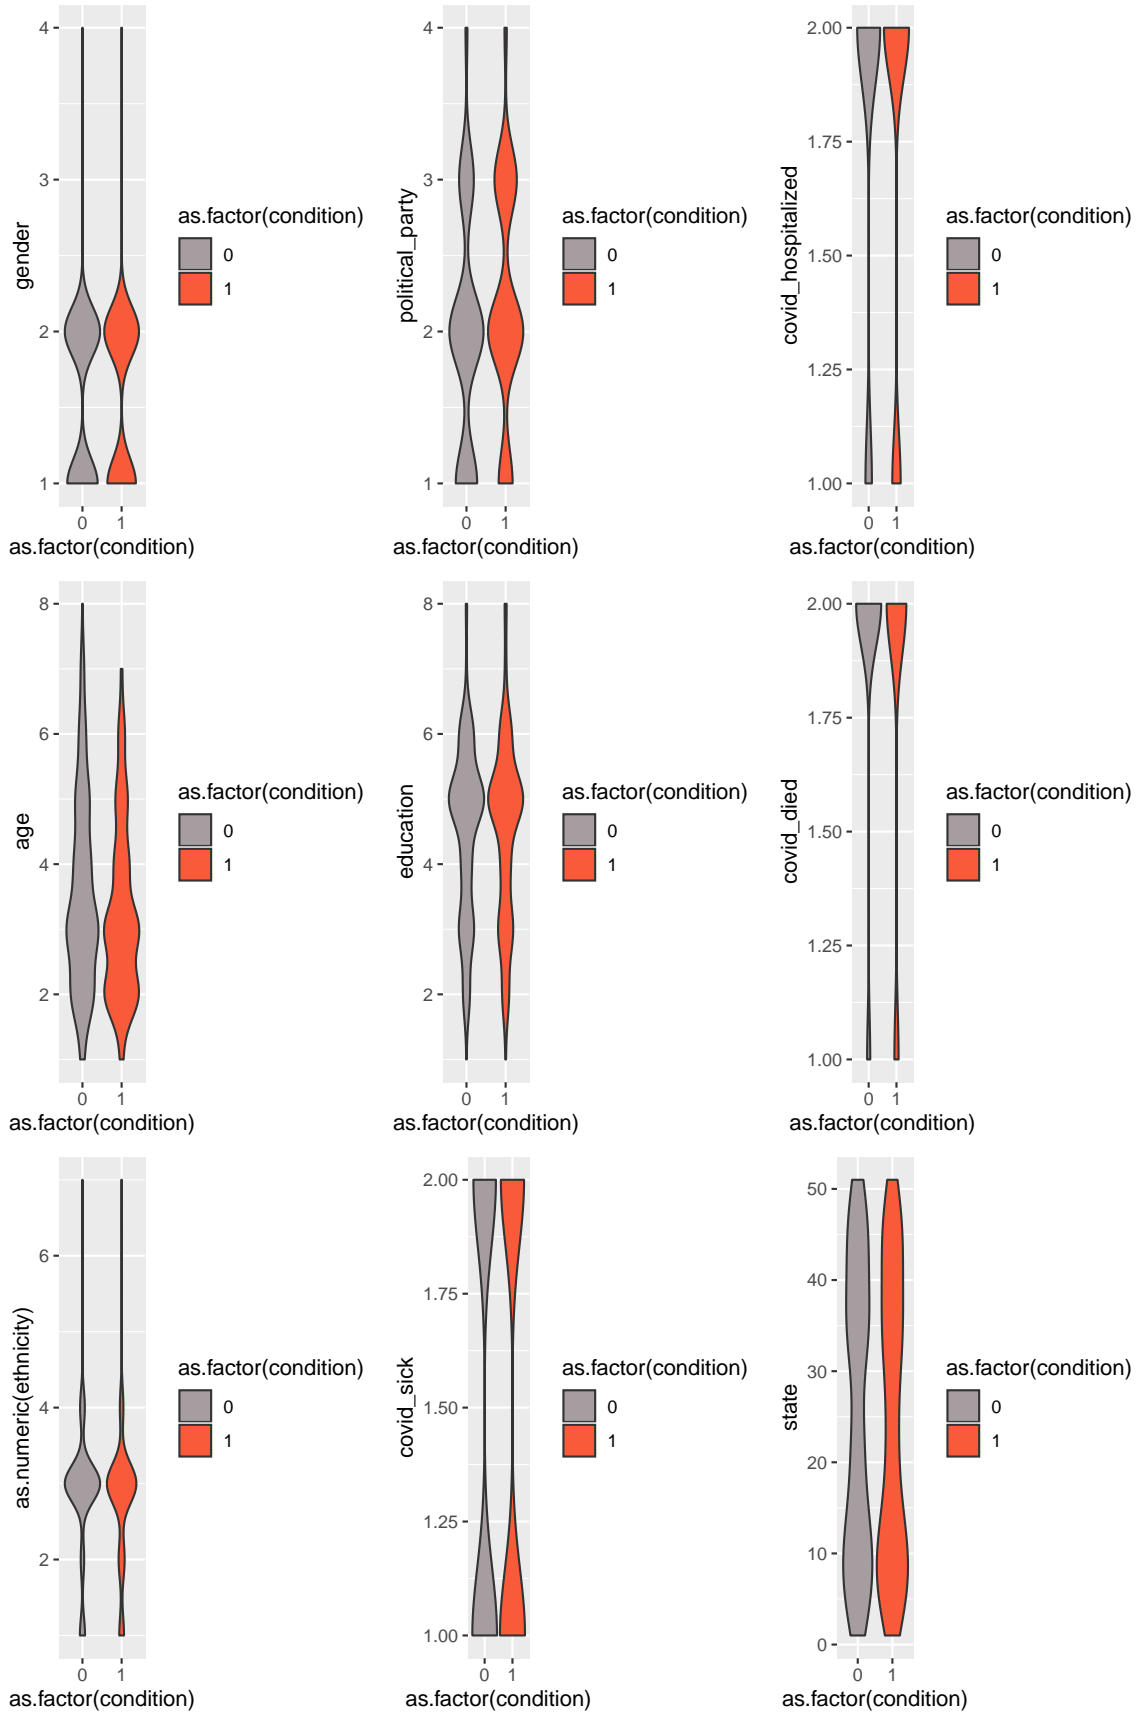 4
3
2
1
gender
0 1
as.factor(condition)
as.factor(condition)
0
1
4
3
2
1
political_party
0 1
as.factor(condition)
as.factor(condition)
0
1
2.00
1.75
1.50
1.25
1.00
covid_hospitalized
0 1
as.factor(condition)
as.factor(condition)
0
1
8
6
4
2
age
0 1
as.factor(condition)
as.factor(condition)
0
1
8
6
4
2
education
0 1
as.factor(condition)
as.factor(condition)
0
1
2.00
1.75
1.50
1.25
1.00
covid_died
0 1
as.factor(condition)
as.factor(condition)
0
1
6
4
2
as.numeric(ethnicity)
0 1
as.factor(condition)
as.factor(condition)
0
1
2.00
1.75
1.50
1.25
1.00
covid_sick
0 1
as.factor(condition)
as.factor(condition)
0
1
50
40
30
20
10
0
state
0 1
as.factor(condition)
as.factor(condition)
0
1